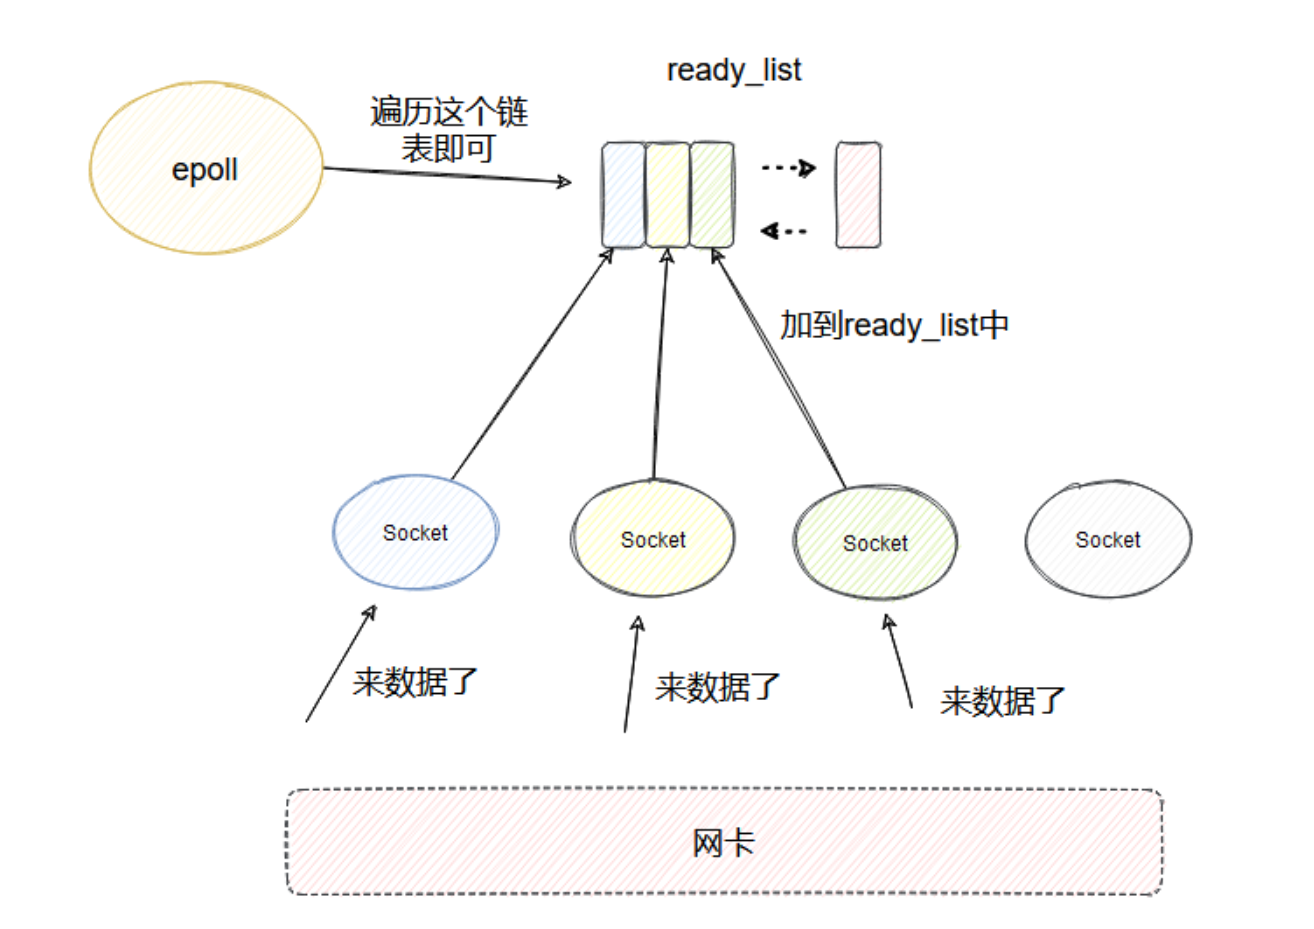 ready_list
遍历这个链
表即可
epoll
加到ready_list中
Socket
Socket
Socket
Socket
来数据了
来数据了
来数据了
网卡